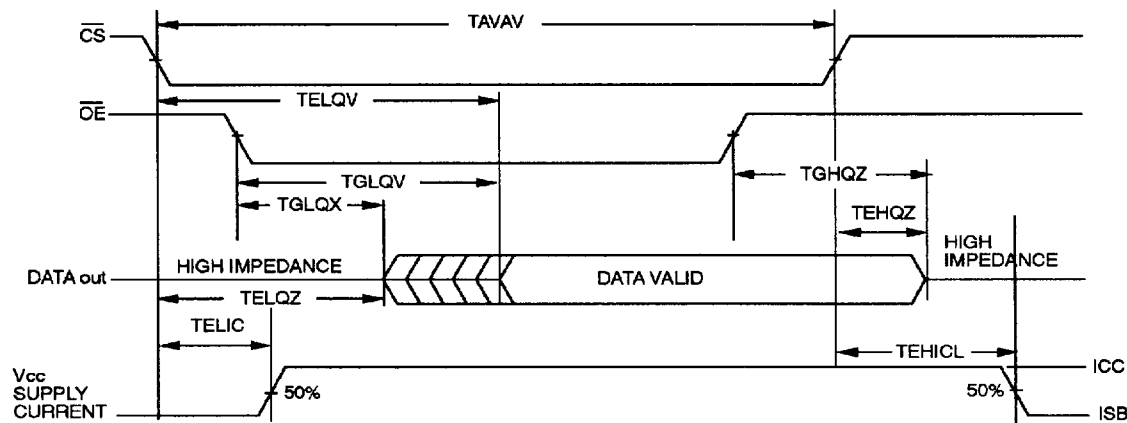 TAVAV
CS
TELQV
OE
TGLQV
TGHQZ
TGLQX
TEHQZ
HIGH IMPEDANCE
DATA out
HIGH IMPEDANCE
DATA VALID
TELQZ
TELIC
TEHICL
Vcc SUPPLY CURRENT
50%
50%
ICC
ISB